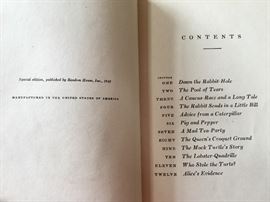 Special edition, published by Random House, Inc., 1946
MANUFACTURED IN THE UNITED STATES OF AMERICA
CONTENTS
CHAPTER
ONE Down the Rabbit-Hole
TWO The Pool of Tears
THREE A Caucus-Race and a Long Tale
FOUR The Rabbit Sends in a Little Bill
FIVE Advice from a Caterpillar
SIX Pig and Pepper
SEVEN A Mad Tea-Party
EIGHT The Queen's Croquet Ground
NINE The Mock Turtle's Story
TEN The Lobster-Quadrille
ELEVEN Who Stole the Tarts?
TWELVE Alice's Evidence